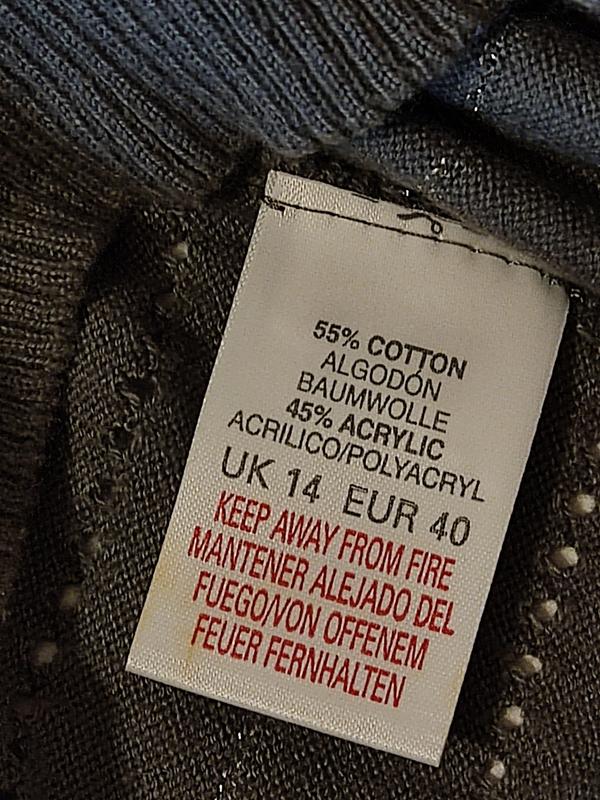 55% COTTON
ALGODÓN
BAUMWOLLE
45% ACRYLIC
ACRILICO/POLYACRYL
UK 14 EUR 40
KEEP AWAY FROM FIRE
MANTENER ALEJADO DEL
FUEGO/VON OFFENEM
FEUER FERNHALTEN